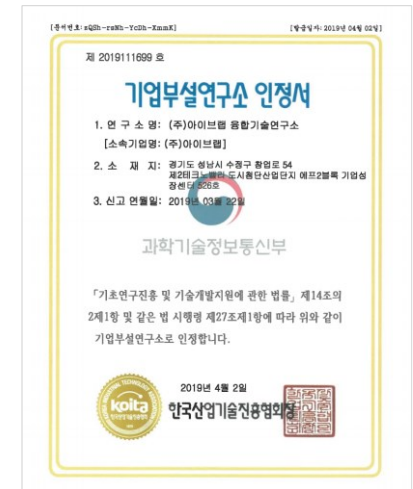 [문서번호: sQSh-rsNh-YcDh-XmmK]
[발급일자: 2019년 04월 02일]
제 2019111699 호
기업부설연구소 인정서
1. 연 구 소 명: (주)아이브랩 융합기술연구소
[소속기업명: (주)아이브랩]
2. 소 재 지: 경기도 성남시 수정구 창업로 54
제2테크노밸리 도시첨단산업단지 에프2블록 기업성
장센터 526호
3. 신고 연월일: 2019년 03월 22일
과학기술정보통신부
「기초연구진흥 및 기술개발지원에 관한 법률」 제14조의
2제1항 및 같은 법 시행령 제27조제1항에 따라 위와 같이
기업부설연구소로 인정합니다.
2019년 4월 2일
koita
한국산업기술진흥협회장